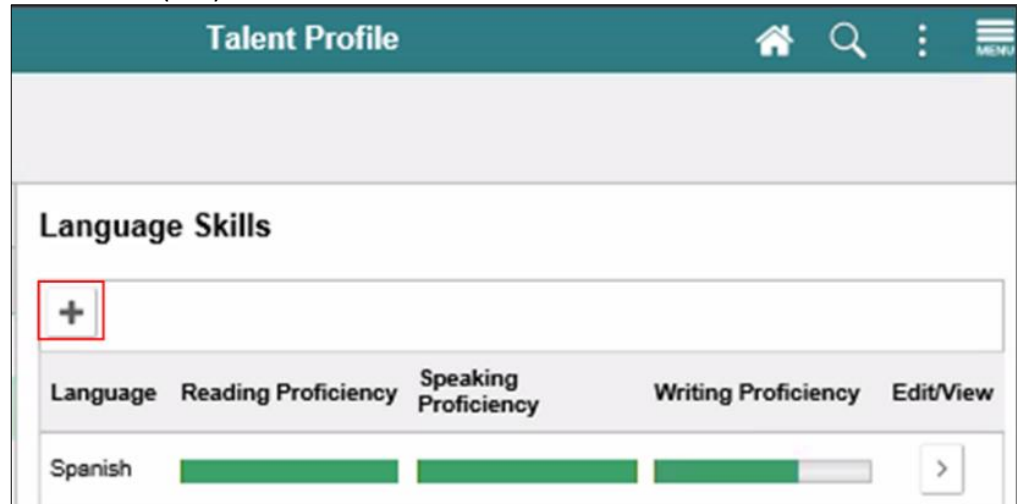 Talent Profile
MENU
Language Skills
Language Reading Proficiency Speaking Proficiency Writing Proficiency Edit/View
Spanish